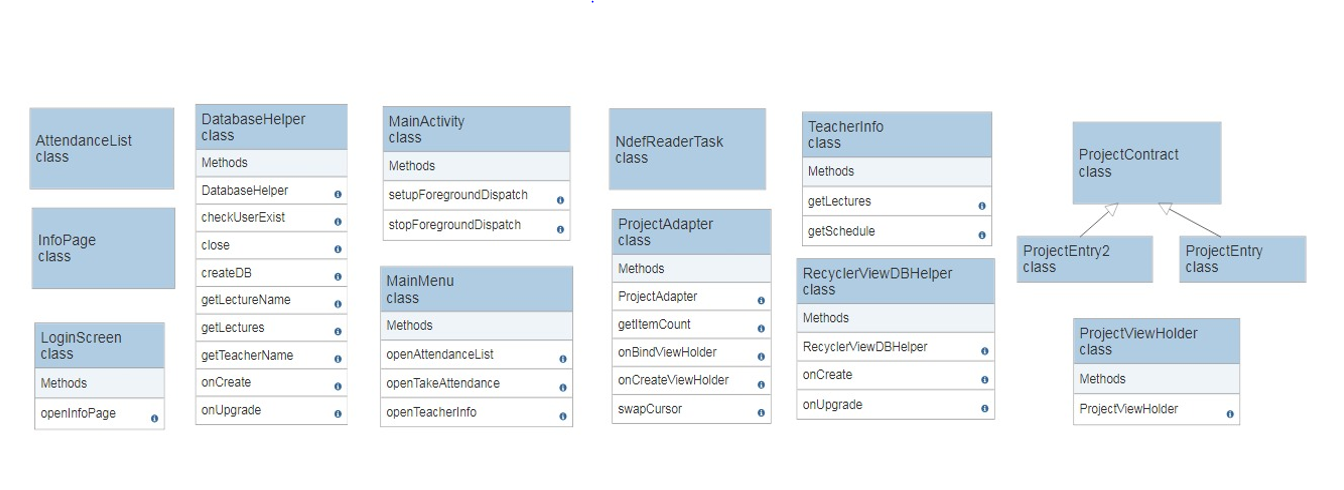 AttendanceList
class
InfoPage
class
LoginScreen
class
Methods
openInfoPage
DatabaseHelper
class
Methods
DatabaseHelper
checkUserExist
close
createDB
getLectureName
getLectures
getTeacherName
onCreate
onUpgrade
MainActivity
class
Methods
setupForegroundDispatch
stopForegroundDispatch
MainMenu
class
Methods
openAttendanceList
openTakeAttendance
openTeacherInfo
NdefReaderTask
class
ProjectAdapter
class
Methods
ProjectAdapter
getItemCount
onBindViewHolder
onCreateViewHolder
swapCursor
TeacherInfo
class
Methods
getLectures
getSchedule
RecyclerViewDBHelper
class
Methods
RecyclerViewDBHelper
onCreate
onUpgrade
ProjectContract
class
ProjectEntry2
class
ProjectEntry
class
ProjectViewHolder
class
Methods
ProjectViewHolder